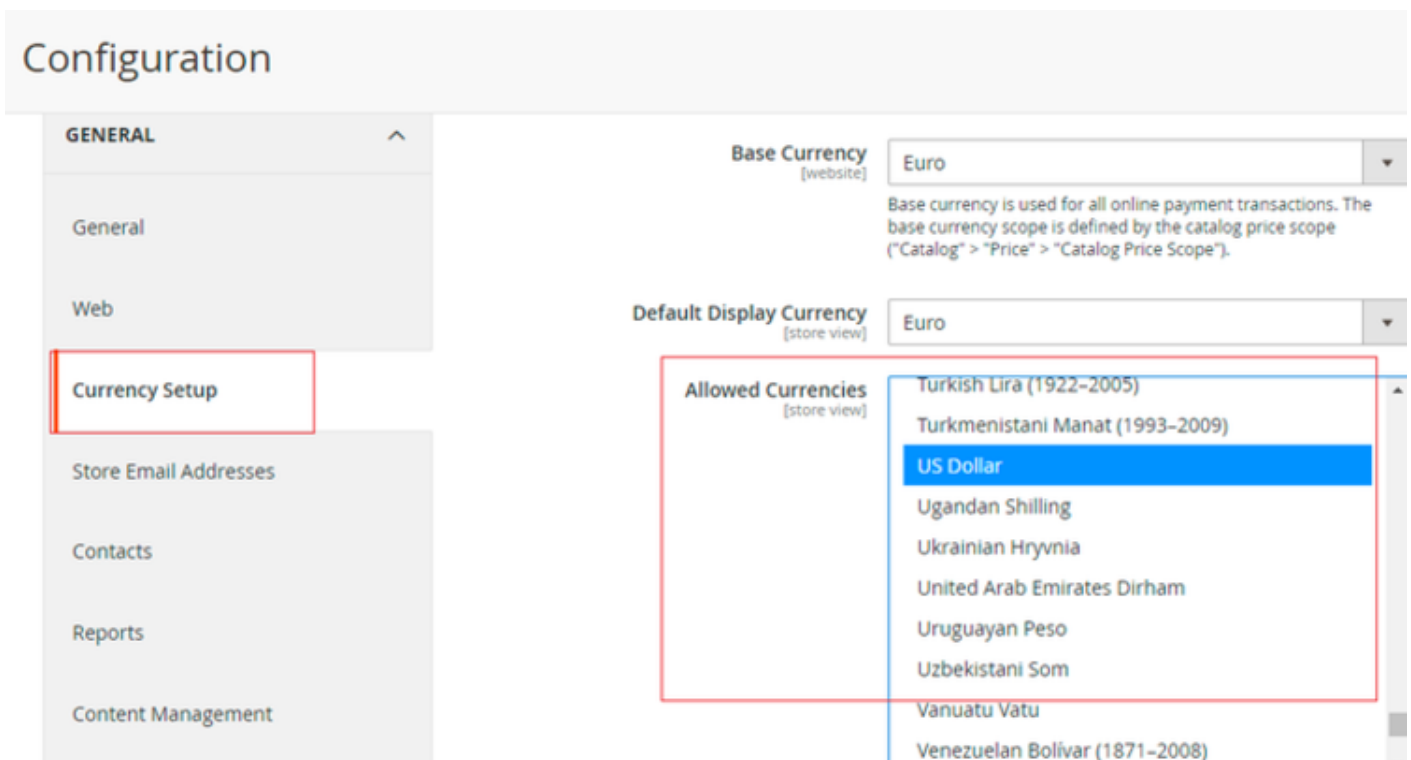 Configuration
GENERAL
General
Web
Currency Setup
Store Email Addresses
Contacts
Reports
Content Management
Base Currency
[website]
Euro
Base currency is used for all online payment transactions. The
base currency scope is defined by the catalog price scope
("Catalog" > "Price" > "Catalog Price Scope").
Default Display Currency
[store view]
Euro
Allowed Currencies
[store view]
Turkish Lira (1922–2005)
Turkmenistani Manat (1993–2009)
US Dollar
Ugandan Shilling
Ukrainian Hryvnia
United Arab Emirates Dirham
Uruguayan Peso
Uzbekistani Som
Vanuatu Vatu
Venezuelan Bolívar (1871–2008)